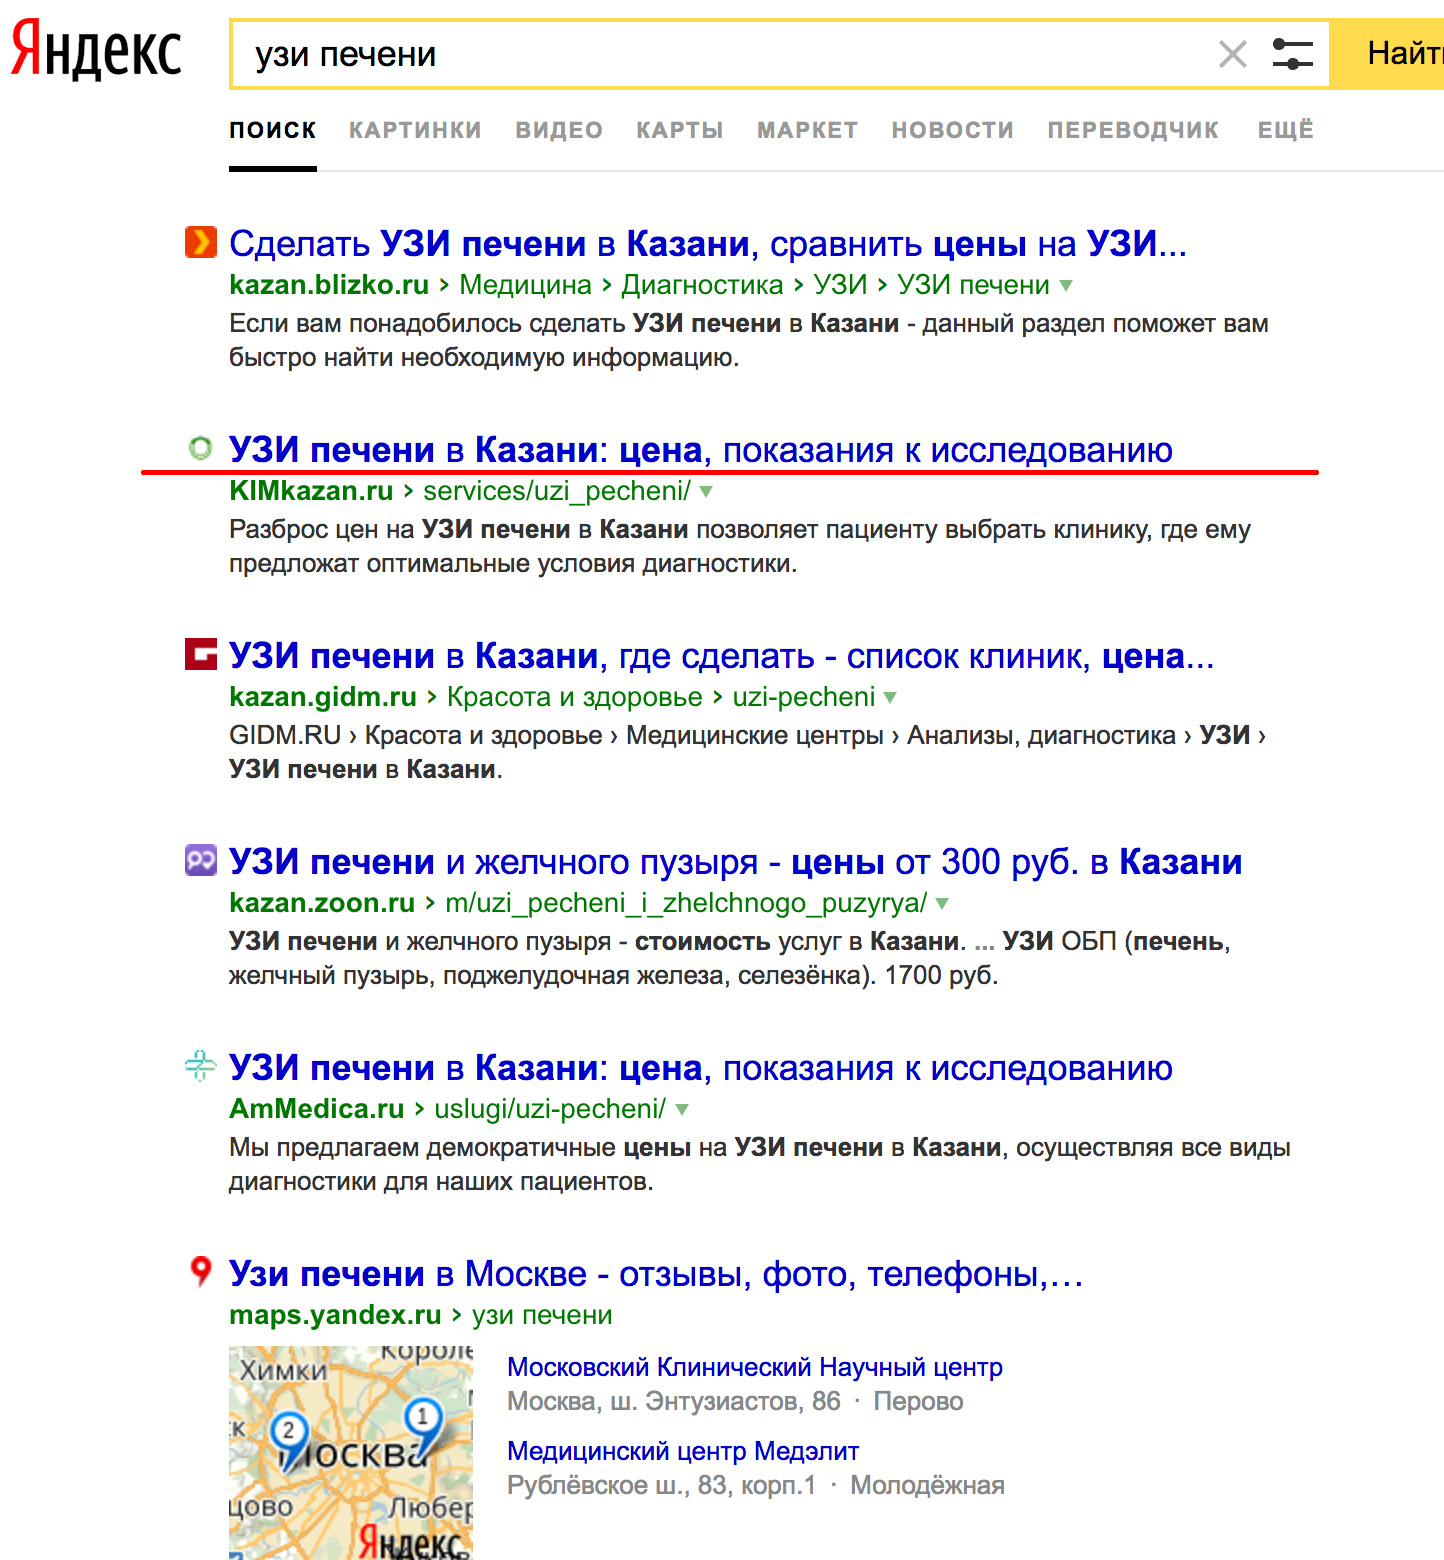 Яндекс
узи печени
Найти
ПОИСК КАРТИНКИ ВИДЕО КАРТЫ МАРКЕТ НОВОСТИ ПЕРЕВОДЧИК ЕЩЁ
Сделать УЗИ печени в Казани, сравнить цены на УЗИ...
kazan.blizko.ru › Медицина › Диагностика › УЗИ › УЗИ печени
Если вам понадобилось сделать УЗИ печени в Казани - данный раздел поможет вам
быстро найти необходимую информацию.
УЗИ печени в Казани: цена, показания к исследованию
KIMkazan.ru › services/uzi_pecheni/
Разброс цен на УЗИ печени в Казани позволяет пациенту выбрать клинику, где ему
предложат оптимальные условия диагностики.
УЗИ печени в Казани, где сделать - список клиник, цена...
kazan.gidm.ru › Красота и здоровье › uzi-pecheni
GIDM.RU › Красота и здоровье › Медицинские центры › Анализы, диагностика › УЗИ ›
УЗИ печени в Казани.
УЗИ печени и желчного пузыря - цены от 300 руб. в Казани
kazan.zoon.ru › m/uzi_pecheni_i_zhelchnogo_puzyrya/
УЗИ печени и желчного пузыря - стоимость услуг в Казани. ... УЗИ ОБП (печень,
желчный пузырь, поджелудочная железа, селезёнка). 1700 руб.
УЗИ печени в Казани: цена, показания к исследованию
AmMedica.ru › uslugi/uzi-pecheni/
Мы предлагаем демократичные цены на УЗИ печени в Казани, осуществляя все виды
диагностики для наших пациентов.
Узи печени в Москве - отзывы, фото, телефоны,...
maps.yandex.ru › узи печени
Химки
Короле
1
2
Москва
цово
Любер
Яндекс
Московский Клинический Научный центр
Москва, ш. Энтузиастов, 86 · Перово
Медицинский центр Медэлит
Рублёвское ш., 83, корп.1 · Молодёжная